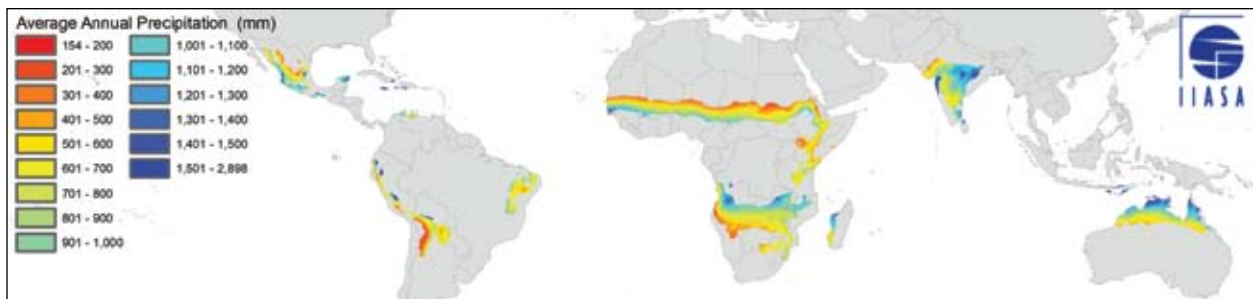 Average Annual Precipitation (mm)
154 - 200
201 - 300
301 - 400
401 - 500
501 - 600
601 - 700
701 - 800
801 - 900
901 - 1,000
1,001 - 1,100
1,101 - 1,200
1,201 - 1,300
1,301 - 1,400
1,401 - 1,500
1,501 - 2,898
IIASA